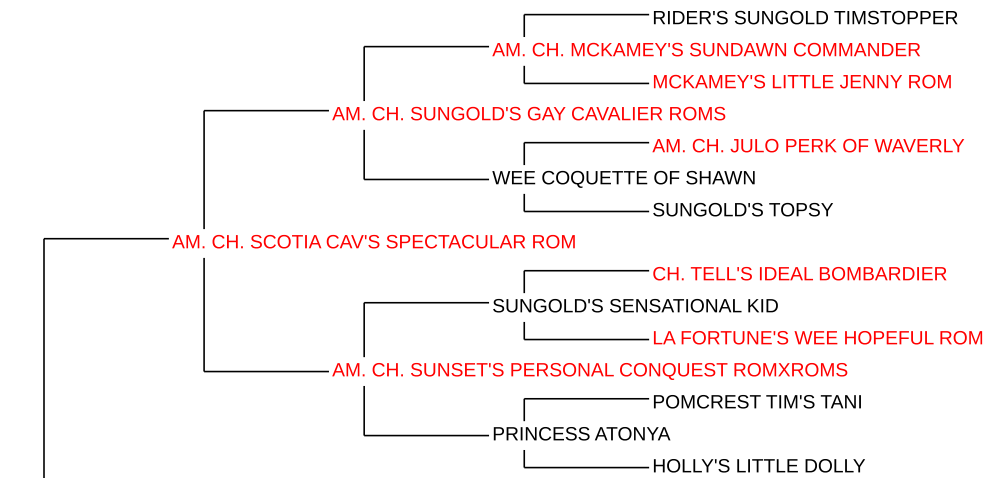 RIDER'S SUNGOLD TIMSTOPPER
AM. CH. MCKAMEY'S SUNDAWN COMMANDER
MCKAMEY'S LITTLE JENNY ROM
AM. CH. SUNGOLD'S GAY CAVALIER ROMS
AM. CH. JULO PERK OF WAVERLY
WEE COQUETTE OF SHAWN
SUNGOLD'S TOPSY
AM. CH. SCOTIA CAV'S SPECTACULAR ROM
CH. TELL'S IDEAL BOMBARDIER
SUNGOLD'S SENSATIONAL KID
LA FORTUNE'S WEE HOPEFUL ROM
AM. CH. SUNSET'S PERSONAL CONQUEST ROMXROMS
POMCREST TIM'S TANI
PRINCESS ATONYA
HOLLY'S LITTLE DOLLY